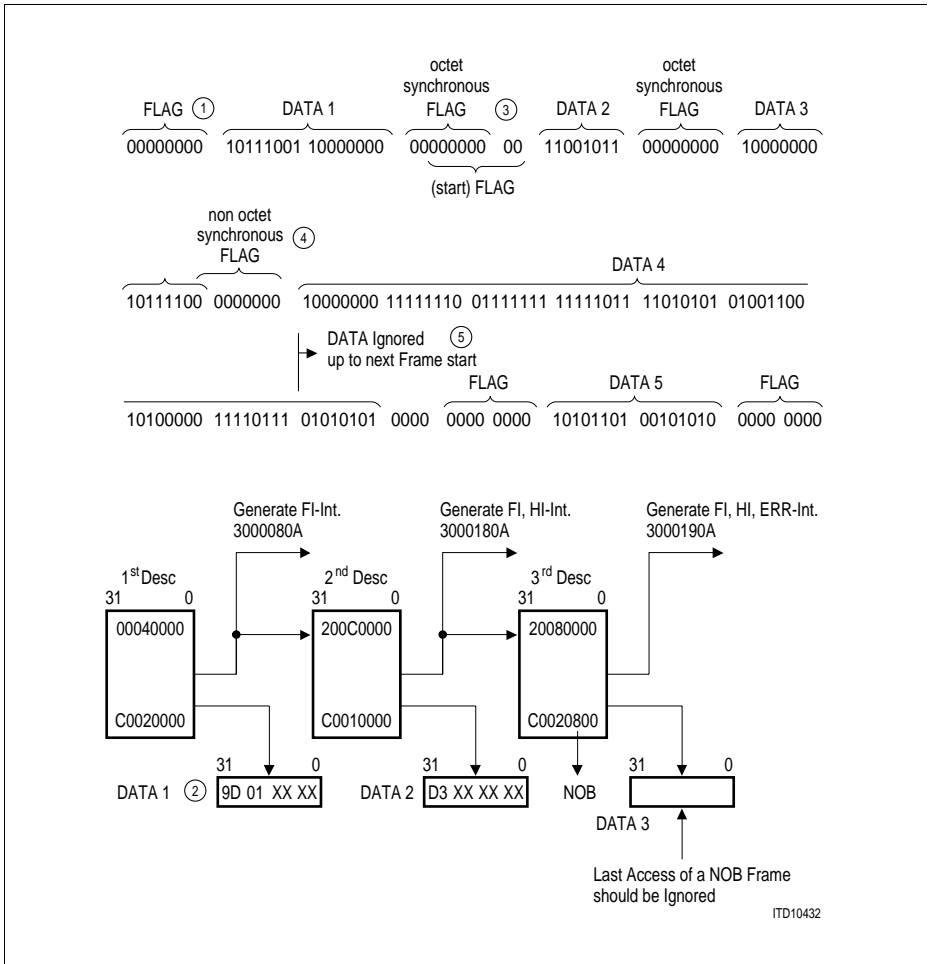 octet
synchronous
FLAG ③
octet
synchronous
FLAG
FLAG ①
DATA 1
DATA 2
DATA 3
00000000 10111001 10000000 00000000 00 11001011 00000000 10000000
(start) FLAG
non octet
synchronous ④
FLAG
DATA 4
10111100 0000000 10000000 11111110 01111111 11111011 11010101 01001100
DATA Ignored ⑤
up to next Frame start
FLAG DATA 5 FLAG
10100000 11110111 01010101 0000 0000 0000 10101101 00101010 0000 0000
Generate FI-Int.
3000080A
Generate FI, HI-Int.
3000180A
Generate FI, HI, ERR-Int.
3000190A
1st Desc
31 0
00040000
C0020000
2nd Desc
31 0
200C0000
C0010000
3rd Desc
31 0
20080000
C0020800
31 0
DATA 1 ② 9D 01 XX XX
31 0
DATA 2 D3 XX XX XX
NOB
31 0
DATA 3
Last Access of a NOB Frame
should be Ignored
ITD10432